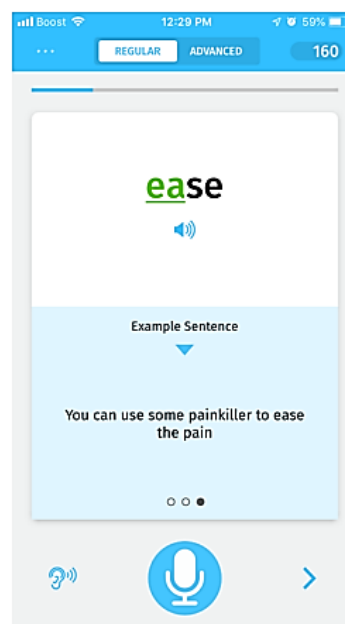 Boost 12:29 PM 59%
... REGULAR ADVANCED 160
ease
Example Sentence
You can use some painkiller to ease
the pain